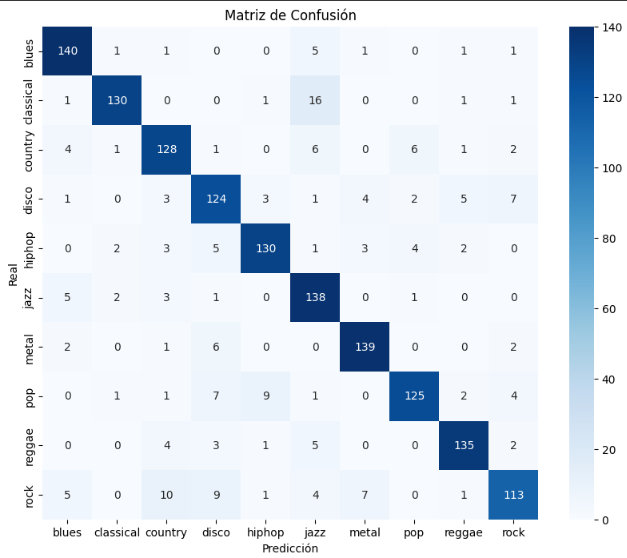 Matriz de Confusión
blues 140 1 1 0 0 5 1 0 1 1
classical 1 130 0 0 1 16 0 0 1 1
country 4 1 128 1 0 6 0 6 1 2
disco 1 0 3 124 3 1 4 2 5 7
hiphop 0 2 3 5 130 1 3 4 2 0
jazz 5 2 3 1 0 138 0 1 0 0
metal 2 0 1 6 0 0 139 0 0 2
pop 0 1 1 7 9 1 0 125 2 4
reggae 0 0 4 3 1 5 0 0 135 2
rock 5 0 10 9 1 4 7 0 1 113
Real
blues classical country disco hiphop jazz metal pop reggae rock
Predicción
140
120
100
80
60
40
20
0